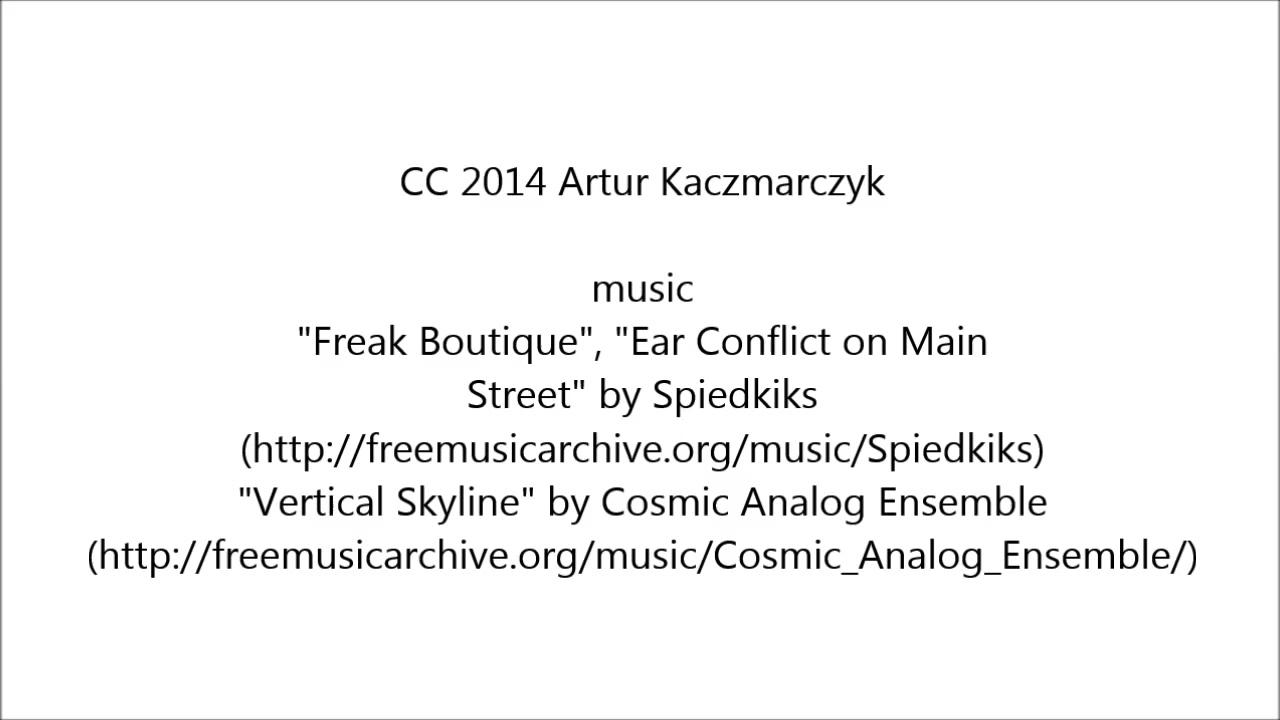 CC 2014 Artur Kaczmarczyk
music
"Freak Boutique", "Ear Conflict on Main
Street" by Spiedkiks
(http://freemusicarchive.org/music/Spiedkiks)
"Vertical Skyline" by Cosmic Analog Ensemble
(http://freemusicarchive.org/music/Cosmic_Analog_Ensemble/)